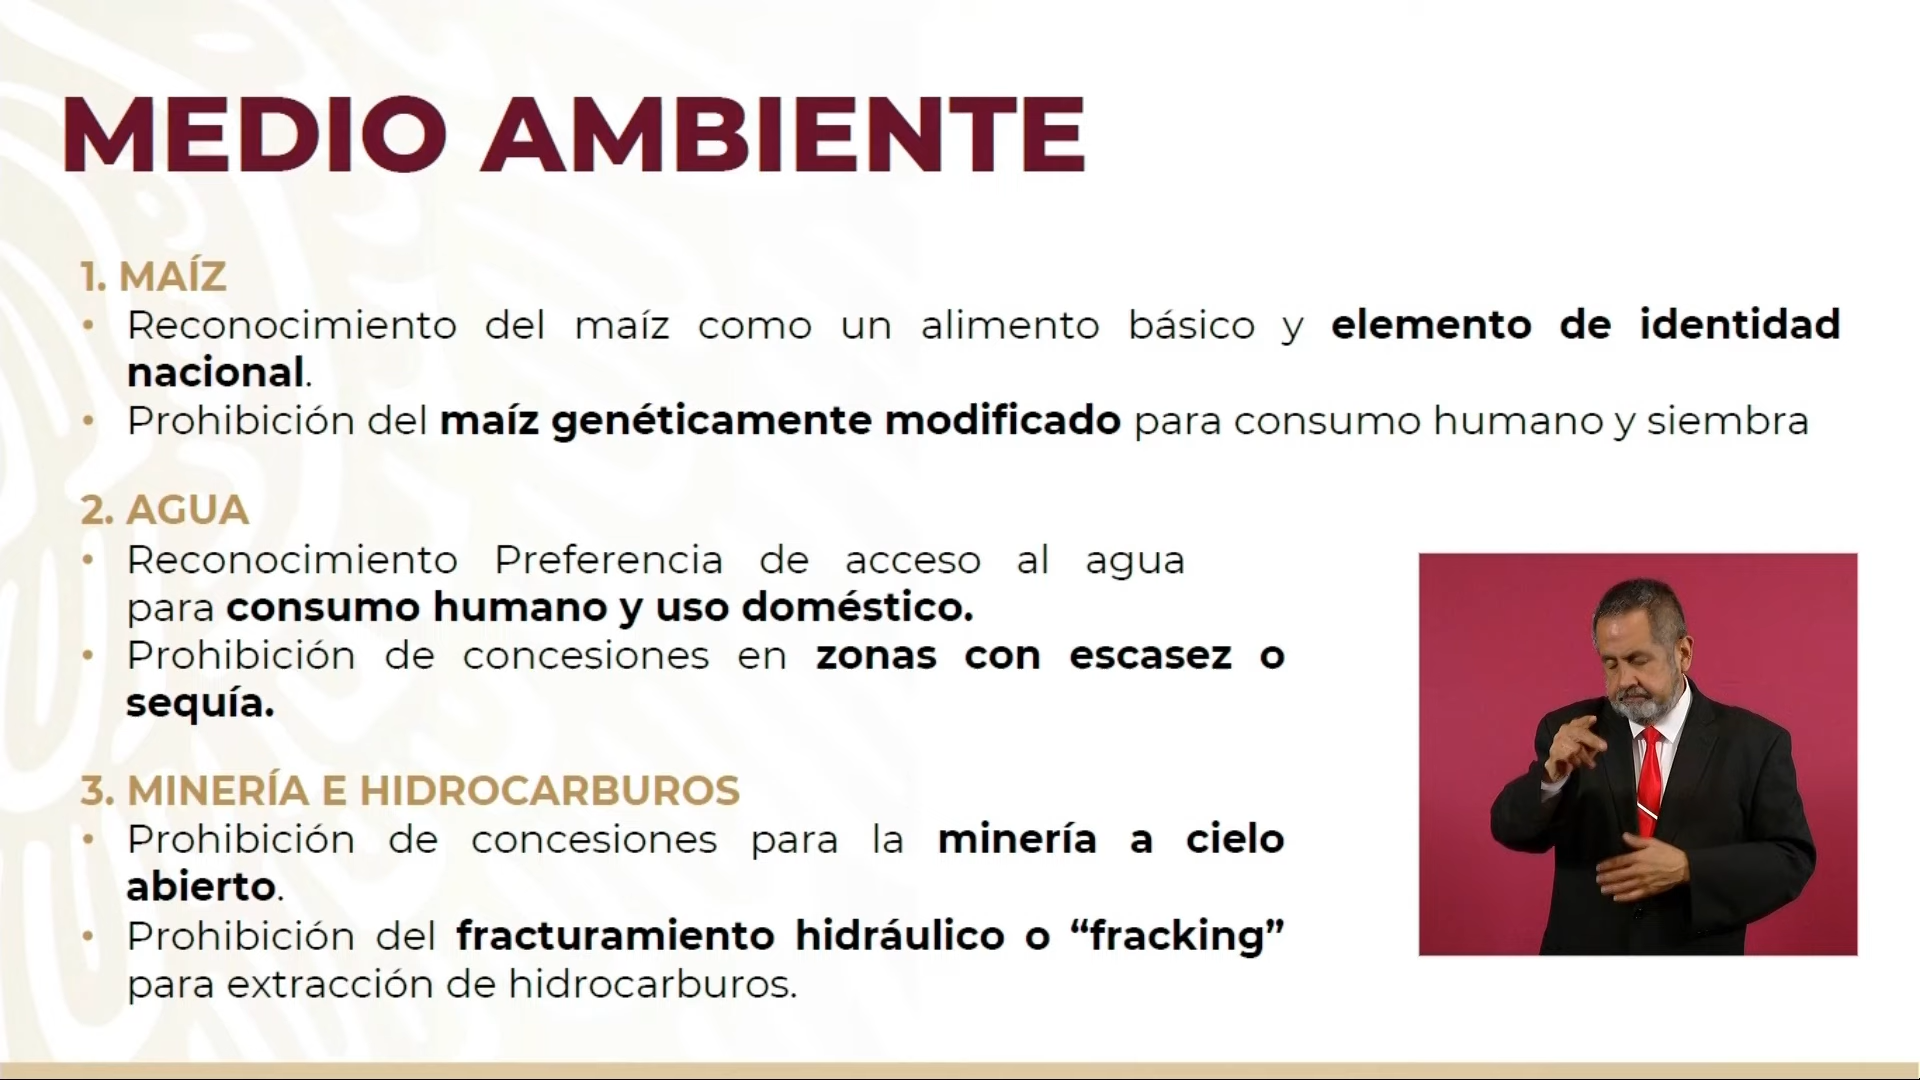 MEDIO AMBIENTE
1. MAÍZ
• Reconocimiento del maíz como un alimento básico y elemento de identidad
nacional.
• Prohibición del maíz genéticamente modificado para consumo humano y siembra
2. AGUA
• Reconocimiento Preferencia de acceso al agua
para consumo humano y uso doméstico.
• Prohibición de concesiones en zonas con escasez o
sequía.
3. MINERÍA E HIDROCARBUROS
• Prohibición de concesiones para la minería a cielo
abierto.
• Prohibición del fracturamiento hidráulico o “fracking”
para extracción de hidrocarburos.